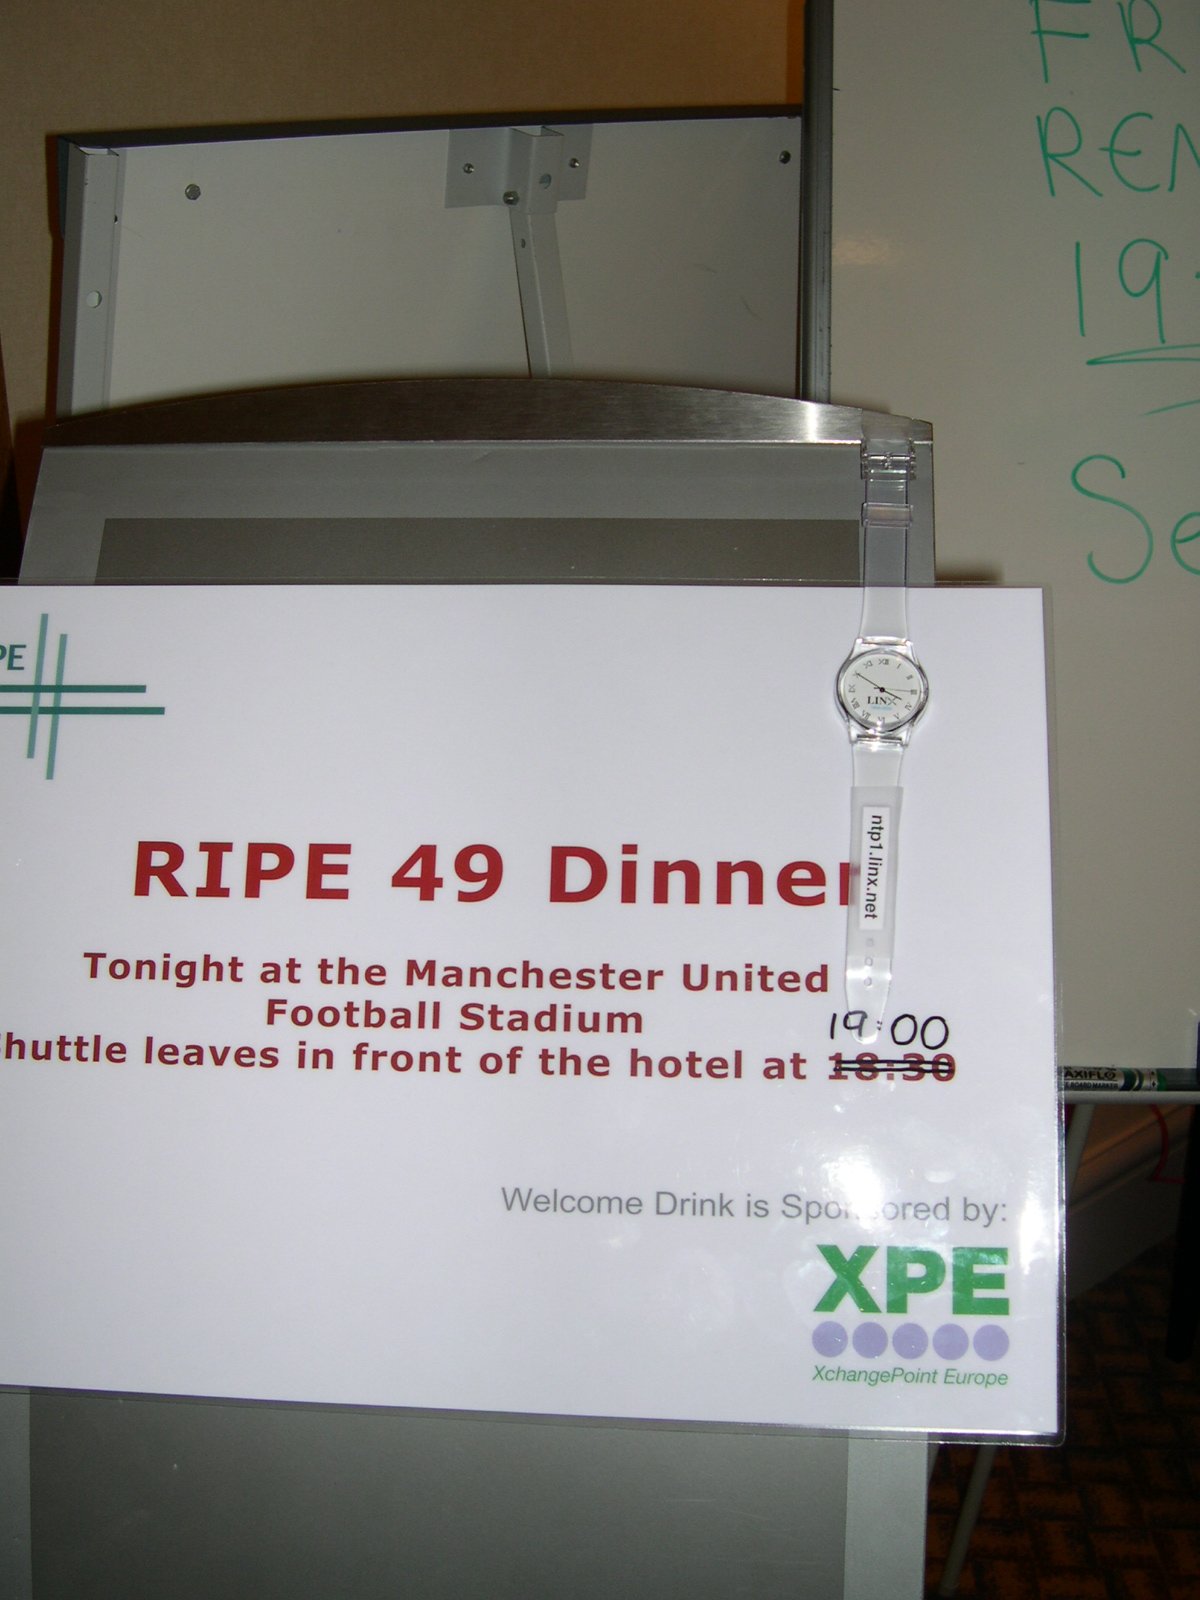 FR
REN
19
Se
PE
LINX
ntp1.linx.net
RIPE 49 Dinner
Tonight at the Manchester United
Football Stadium
19:00
huttle leaves in front of the hotel at 18:30
Welcome Drink is Sponsored by:
XPE
XchangePoint Europe
AXIFLO